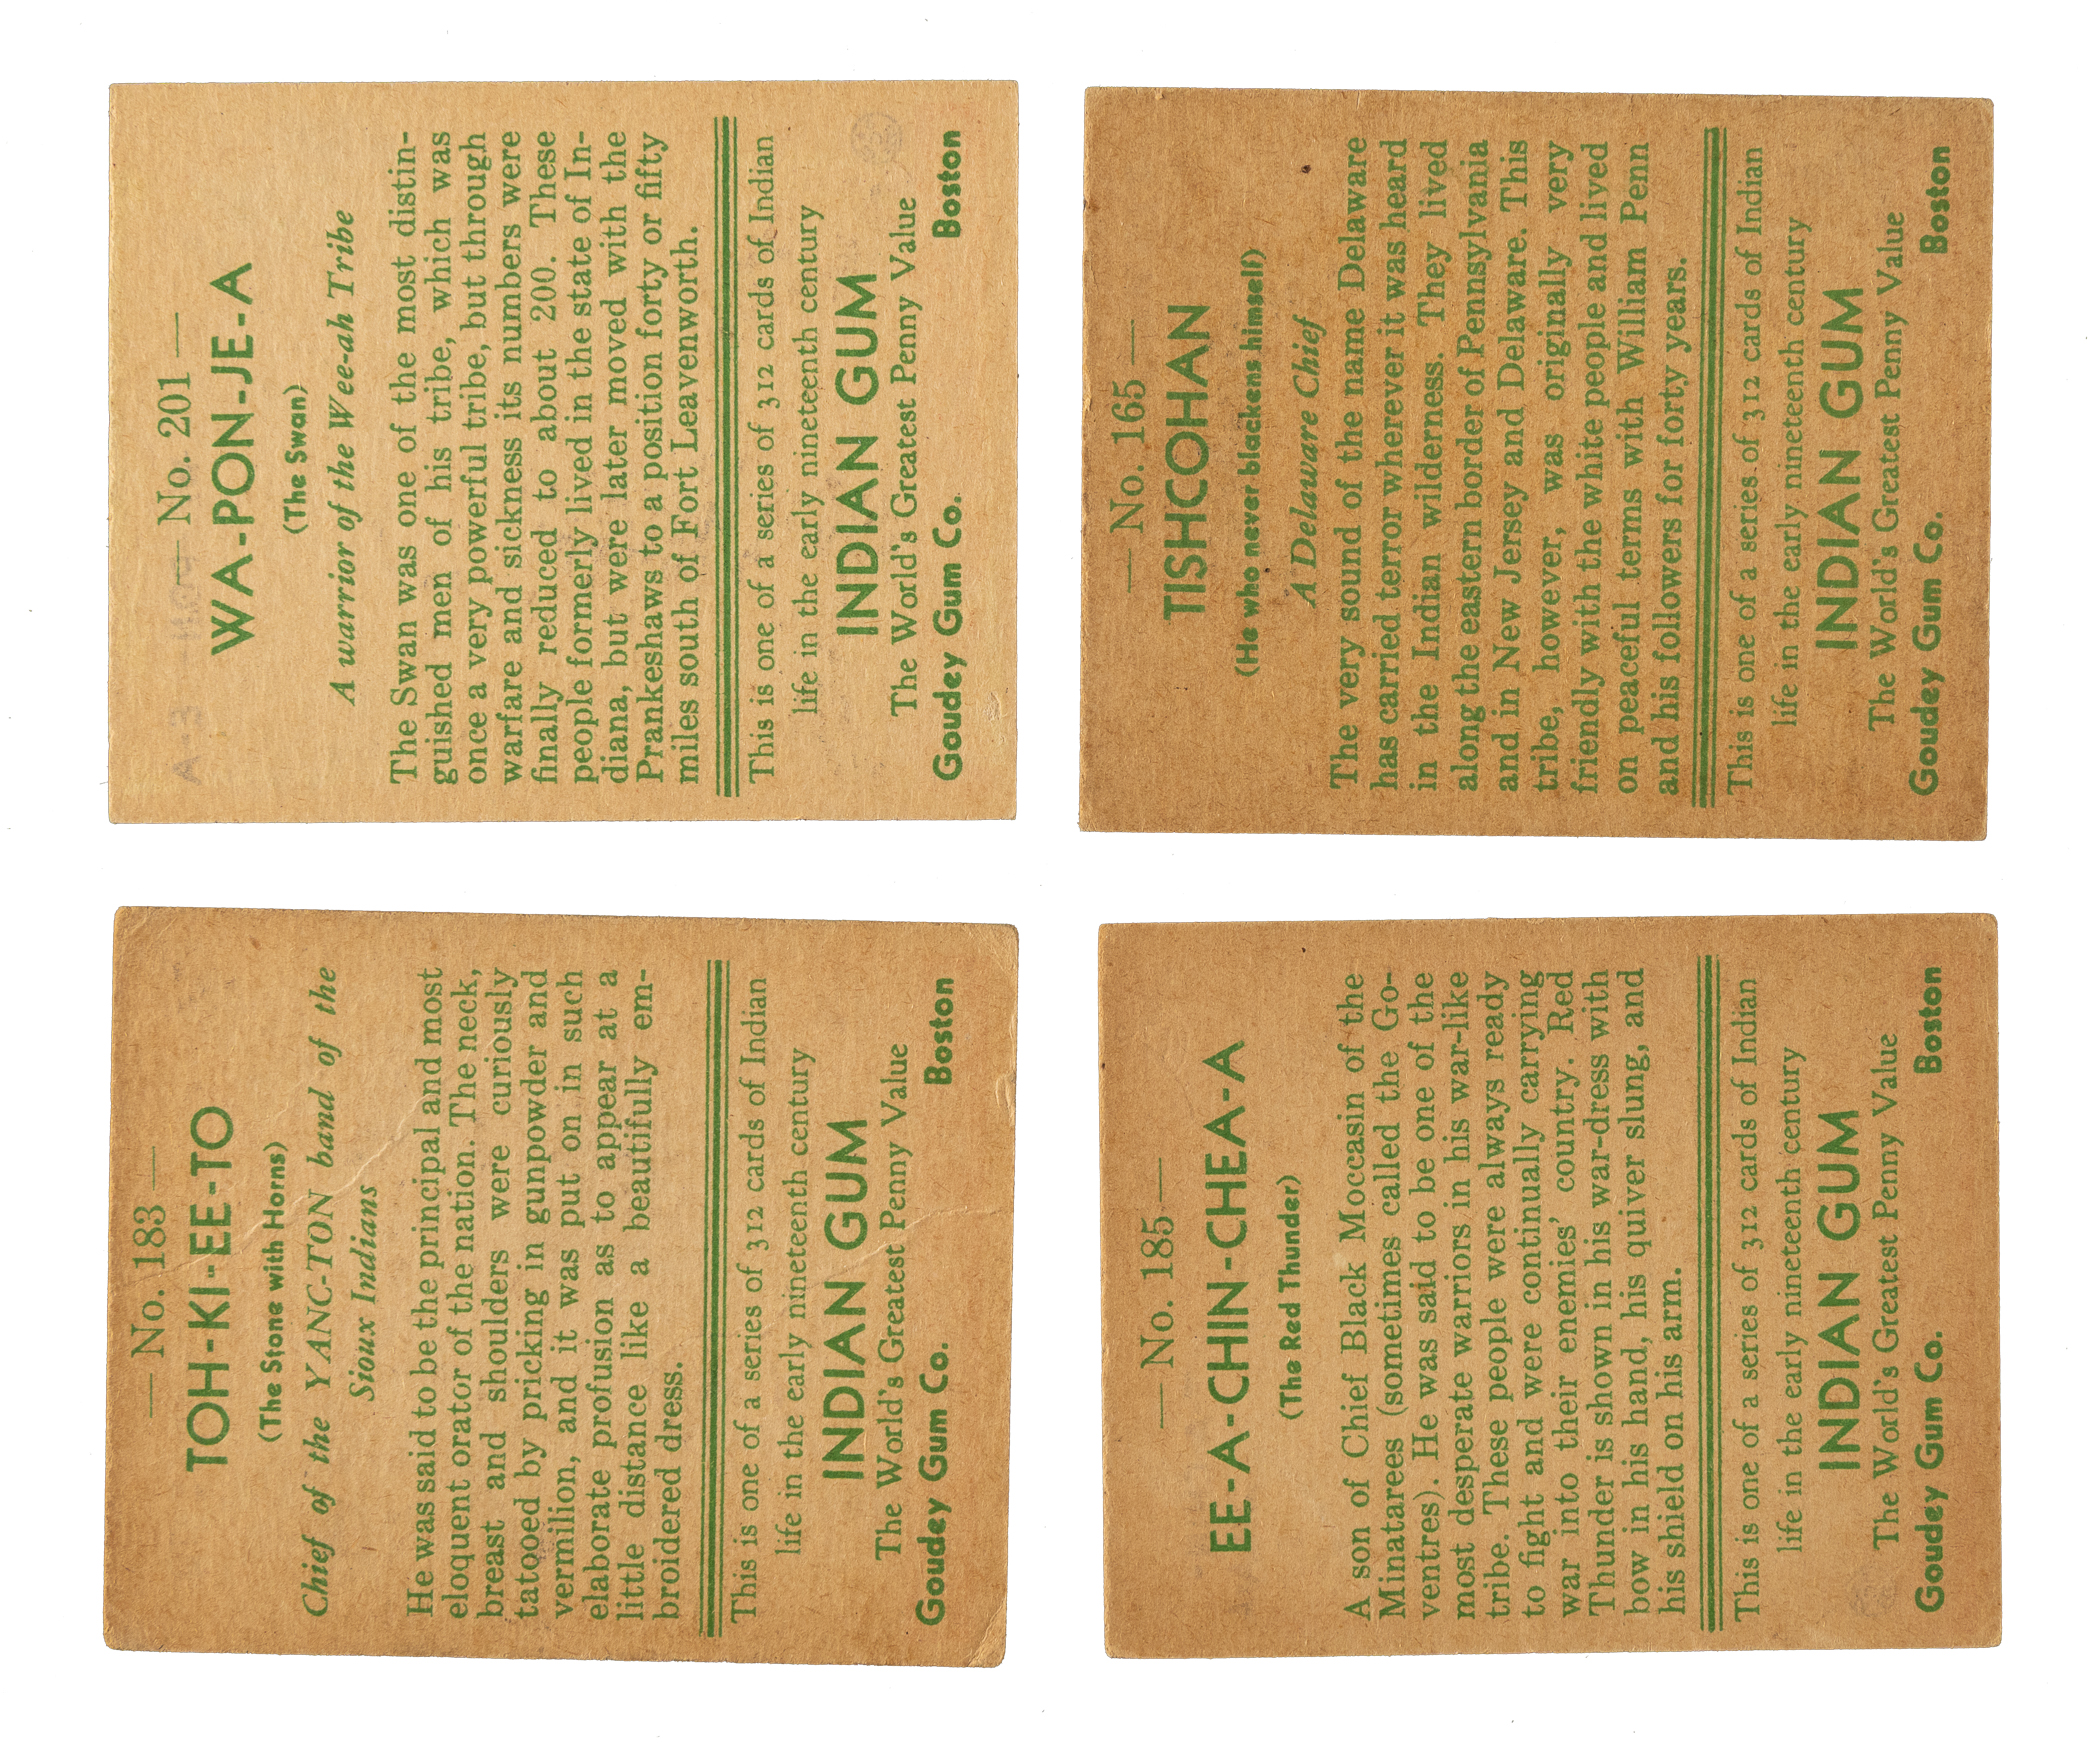 — No. 201 —
WA-PON-JE-A
(The Swan)
A warrior of the Wee-ah Tribe
The Swan was one of the most distin-
guished men of his tribe, which was
once a very powerful tribe, but through
warfare and sickness its numbers were
finally reduced to about 200. These
people formerly lived in the state of In-
diana, but were later moved with the
Prankeshaws to a position forty or fifty
miles south of Fort Leavenworth.
This is one of a series of 312 cards of Indian
life in the early nineteenth century
INDIAN GUM
The World's Greatest Penny Value
Goudey Gum Co. Boston
— No. 165 —
TISHCOHAN
(He who never blackens himself)
A Delaware Chief
The very sound of the name Delaware
has carried terror wherever it was heard
in the Indian wilderness. They lived
along the eastern border of Pennsylvania
and in New Jersey and Delaware. This
tribe, however, was originally very
friendly with the white people and lived
on peaceful terms with William Penn
and his followers for forty years.
This is one of a series of 312 cards of Indian
life in the early nineteenth century
INDIAN GUM
The World's Greatest Penny Value
Goudey Gum Co. Boston
— No. 183 —
TOH-KI-EE-TO
(The Stone with Horns)
Chief of the YANC-TON band of the
Sioux Indians
He was said to be the principal and most
eloquent orator of the nation. The neck,
breast and shoulders were curiously
tatooed by pricking in gunpowder and
vermilion, and it was put on in such
elaborate profusion as to appear at a
little distance like a beautifully em-
broidered dress.
This is one of a series of 312 cards of Indian
life in the early nineteenth century
INDIAN GUM
The World's Greatest Penny Value
Goudey Gum Co. Boston
— No. 185 —
EE-A-CHIN-CHEA-A
(The Red Thunder)
A son of Chief Black Moccasin of the
Minatarees (sometimes called the Go-
ventres). He was said to be one of the
most desperate warriors in his war-like
tribe. These people were always ready
to fight and were continually carrying
war into their enemies' country. Red
Thunder is shown in his war-dress with
bow in his hand, his quiver slung, and
his shield on his arm.
This is one of a series of 312 cards of Indian
life in the early nineteenth century
INDIAN GUM
The World's Greatest Penny Value
Goudey Gum Co. Boston